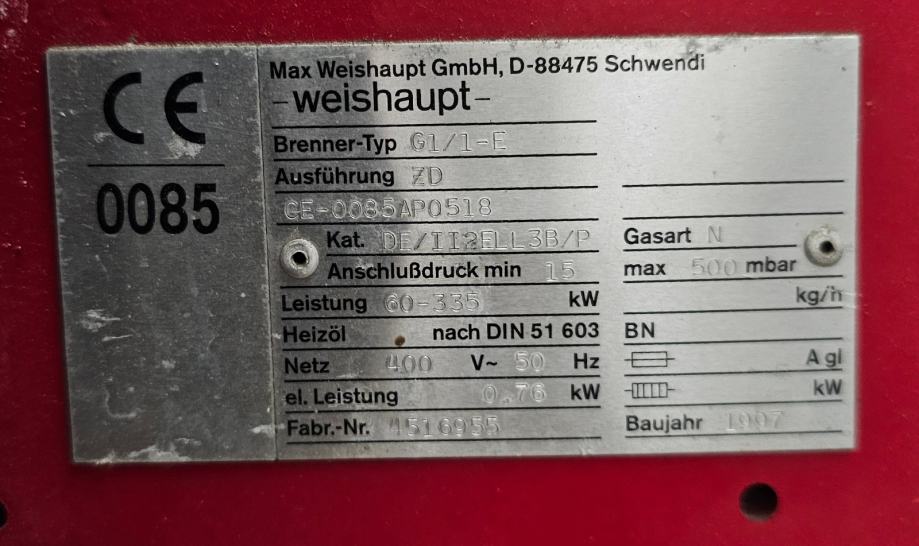 CE
0085
Max Weishaupt GmbH, D-88475 Schwendi
-weishaupt-
Brenner-Typ G1/1-E
Ausführung ZD
CE-0085AP0518
Kat. DE/II2ELL3B/P Gasart N
Anschlußdruck min 15 max 500 mbar
Leistung 60-335 kW kg/h
Heizöl nach DIN 51 603 BN
Netz 400 V~ 50 Hz A gl
el. Leistung 0.76 kW kW
Fabr.-Nr. 4516955 Baujahr 1997